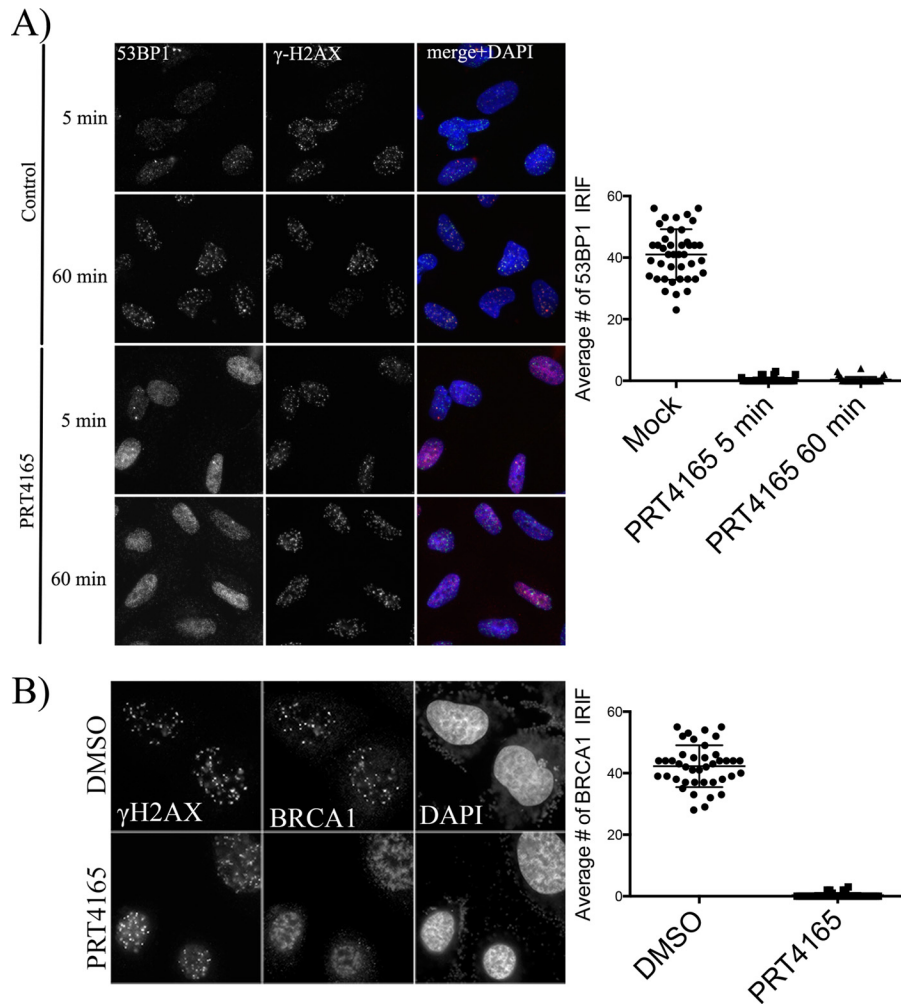 A)
53BP1
γ-H2AX
merge+DAPI
Control
5 min
60 min
PRT4165
5 min
60 min
Average # of 53BP1 IRIF
60
40
20
0
Mock
PRT4165 5 min
PRT4165 60 min
B)
DMSO
γH2AX
BRCA1
DAPI
PRT4165
Average # of BRCA1 IRIF
60
40
20
0
DMSO
PRT4165